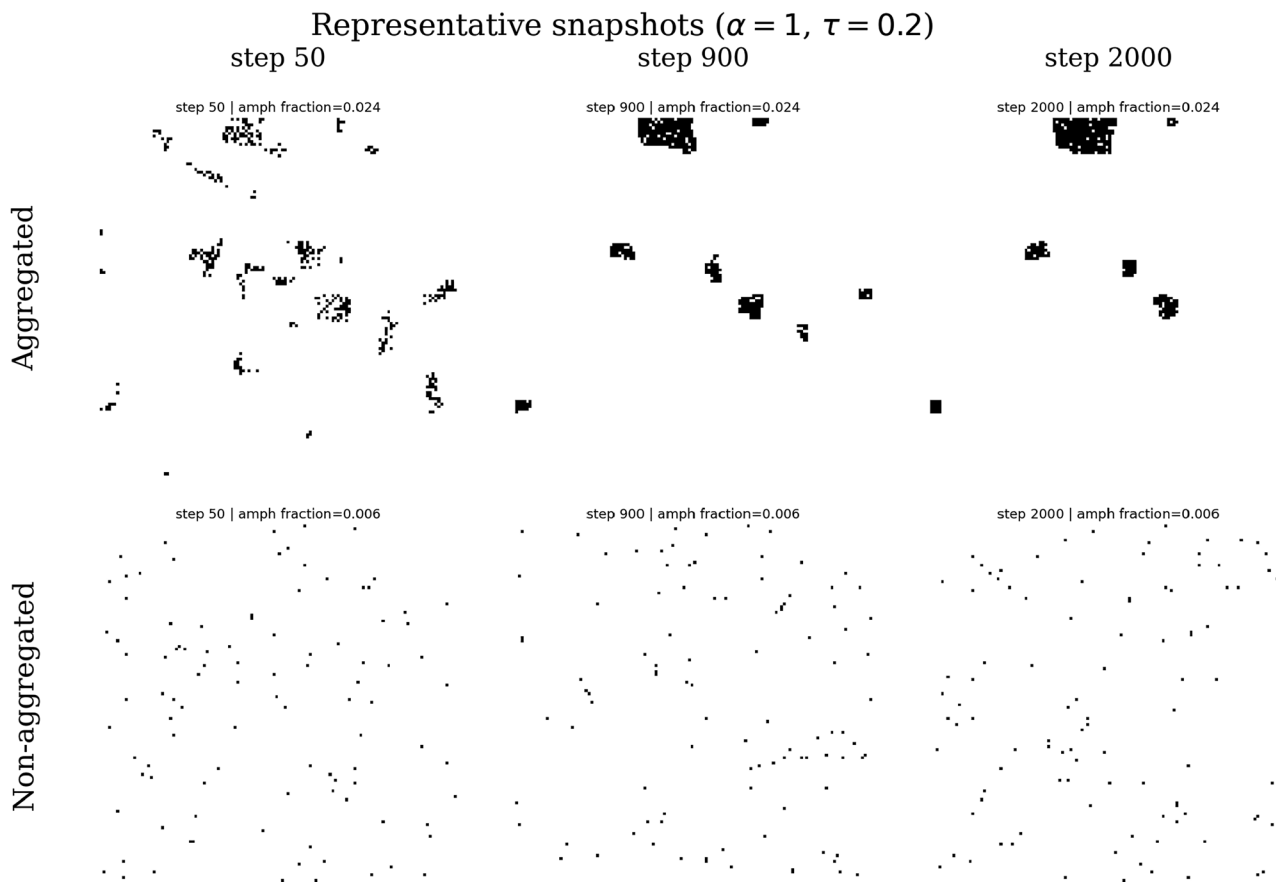 Representative snapshots (α = 1, τ = 0.2)
step 50
step 900
step 2000
Aggregated
step 50 | amph fraction=0.024
step 900 | amph fraction=0.024
step 2000 | amph fraction=0.024
Non-aggregated
step 50 | amph fraction=0.006
step 900 | amph fraction=0.006
step 2000 | amph fraction=0.006